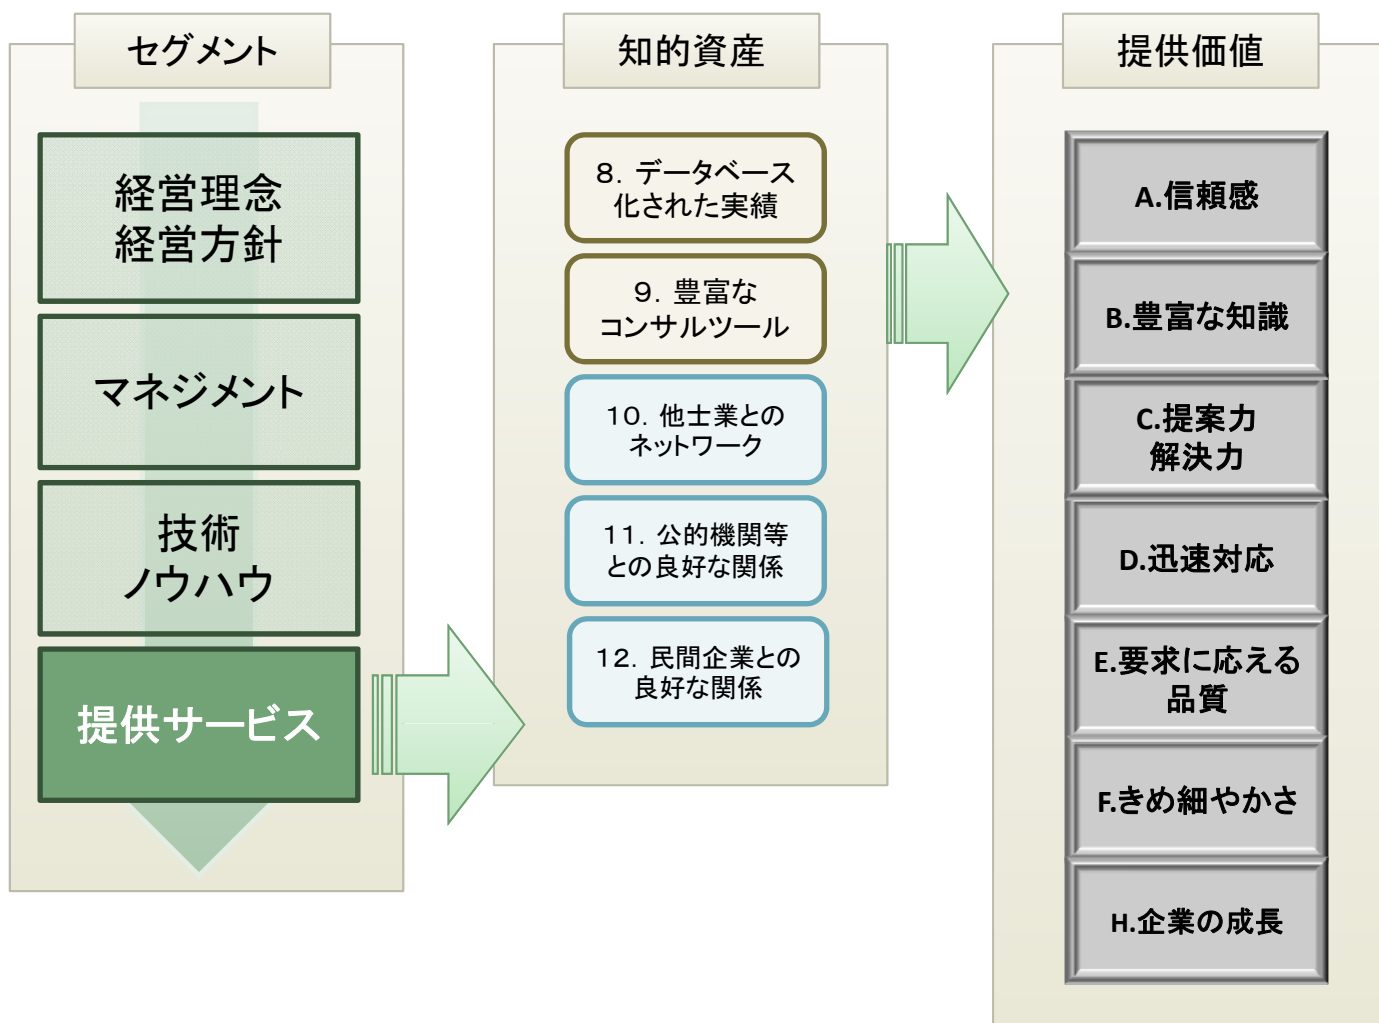 セグメント
経営理念
経営方針
マネジメント
技術
ノウハウ
提供サービス
知的資産
８．データベース
化された実績
９．豊富な
コンサルツール
１０．他士業との
ネットワーク
１１．公的機関等
との良好な関係
１２．民間企業との
良好な関係
提供価値
A.信頼感
B.豊富な知識
C.提案力
解決力
D.迅速対応
E.要求に応える
品質
F.きめ細やかさ
H.企業の成長